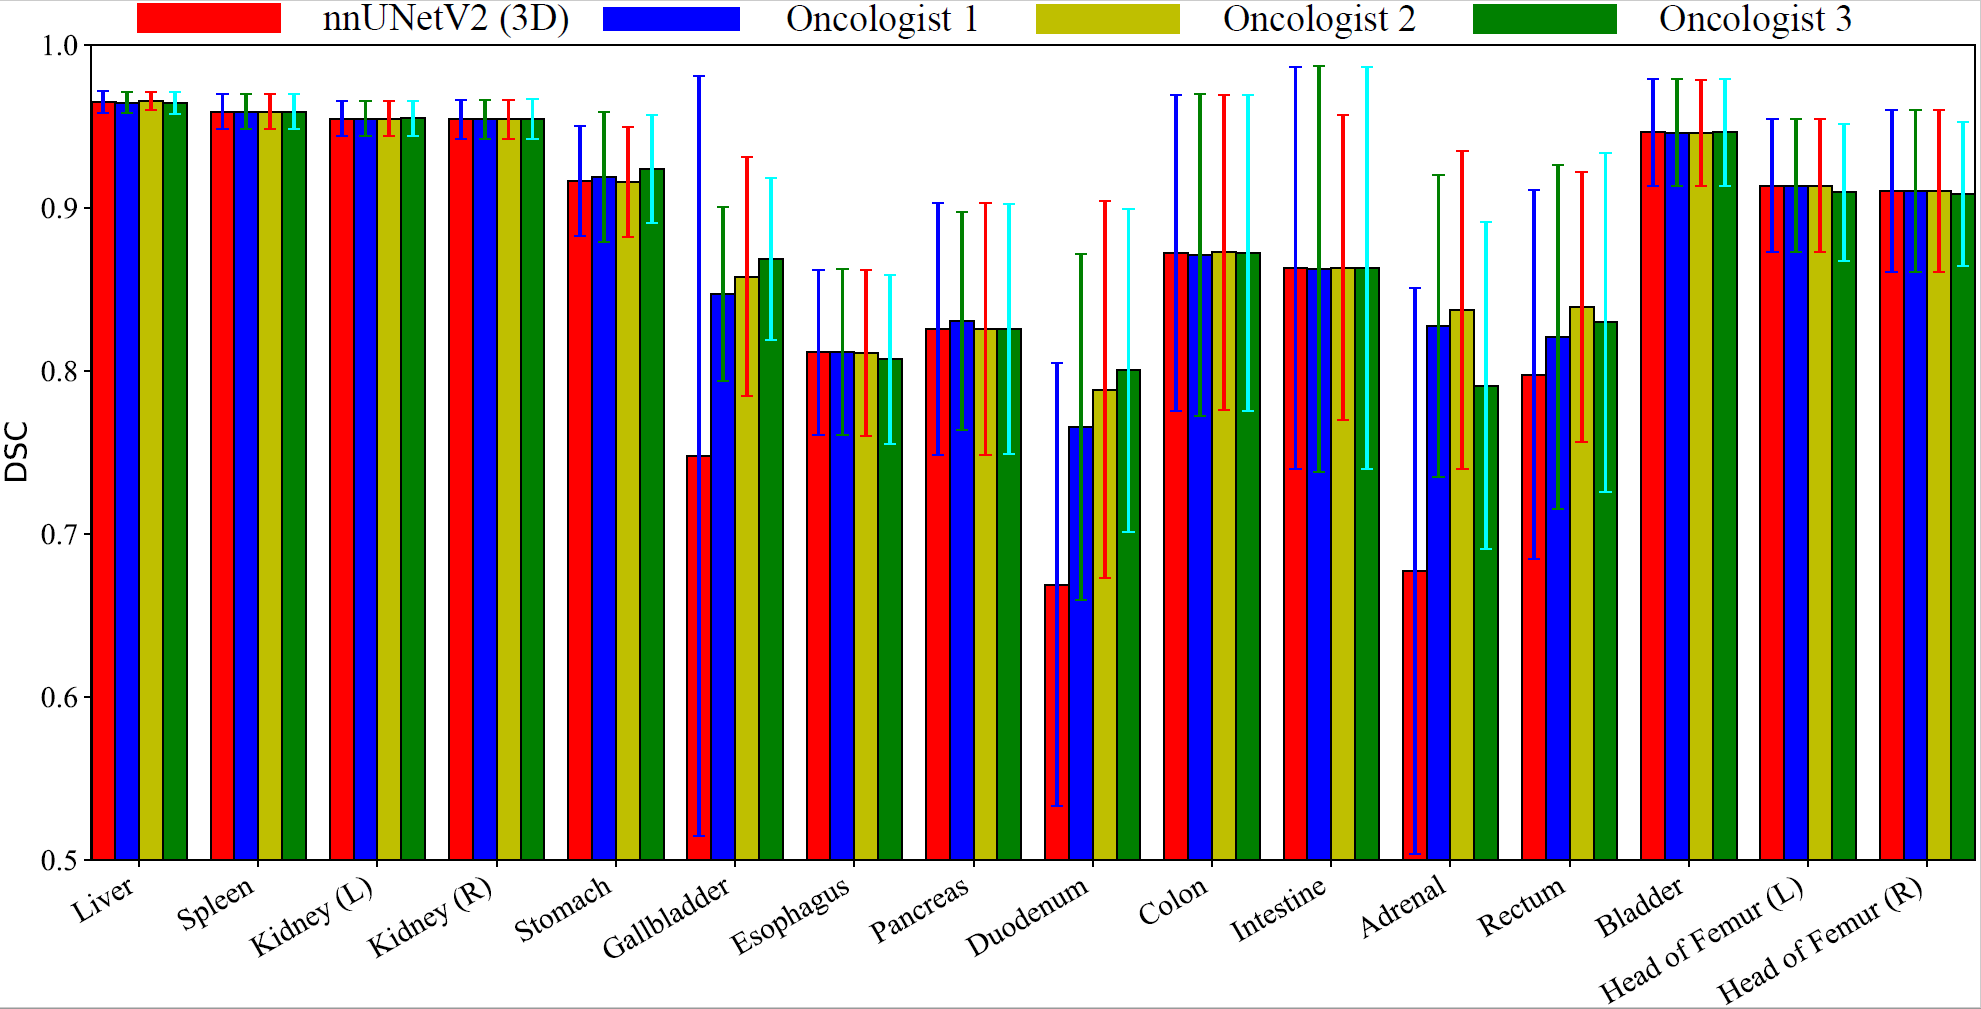 nnUNetV2 (3D) Oncologist 1 Oncologist 2 Oncologist 3
1.0
0.9
0.8
0.7
0.6
0.5
DSC
Liver
Spleen
Kidney (L)
Kidney (R)
Stomach
Gallbladder
Esophagus
Pancreas
Duodenum
Colon
Intestine
Adrenal
Rectum
Bladder
Head of Femur (L)
Head of Femur (R)